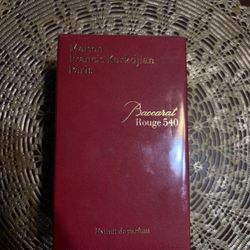 Maison
Francis Kurkdjian
Paris
Baccarat
Rouge 540
Extrait de parfum